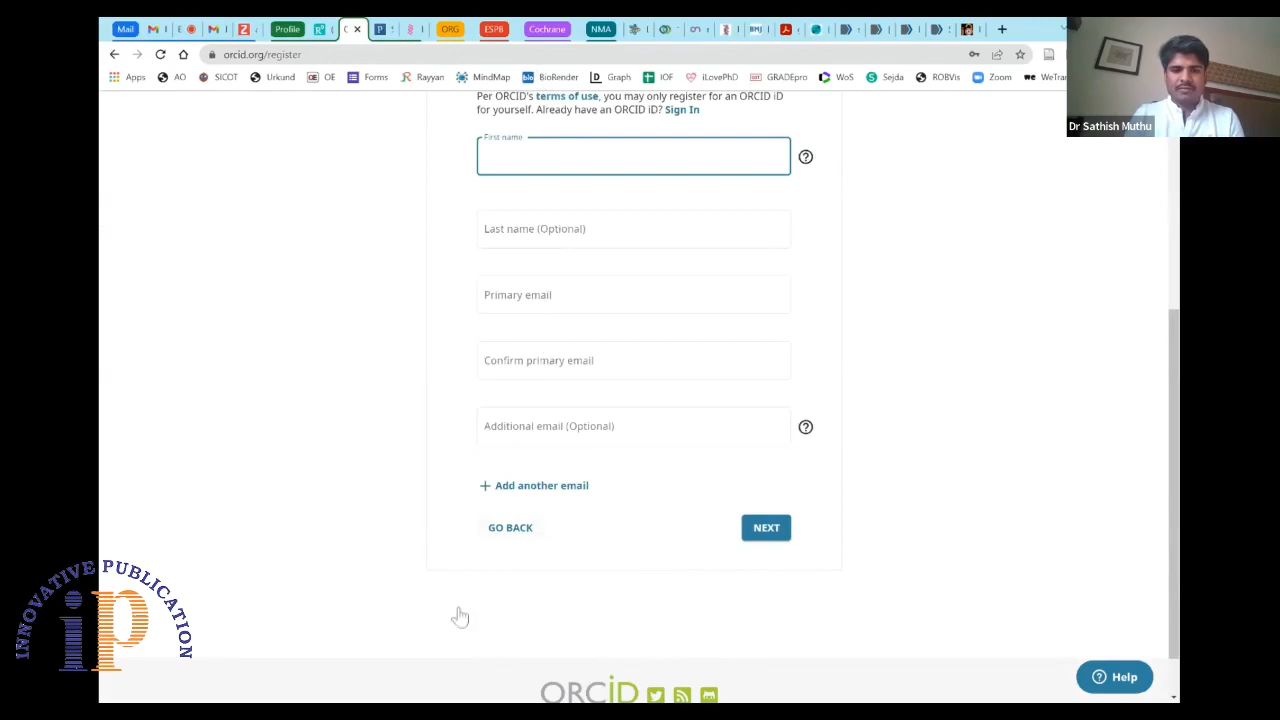 Mail
Profile
ORG
ESPB
Cochrane
NMA
BMJ
orcid.org/register
Apps
AO
SICOT
Urkund
OE
Forms
Rayyan
MindMap
BioRender
Graph
IOF
iLovePhD
GRADEpro
WoS
Sejda
ROBVis
Zoom
WeTra
Dr Sathish Muthu
Per ORCID's terms of use, you may only register for an ORCID iD
for yourself. Already have an ORCID iD? Sign In
First name
Last name (Optional)
Primary email
Confirm primary email
Additional email (Optional)
Add another email
GO BACK
NEXT
INNOVATIVE PUBLICATION
ip
Help
ORCiD